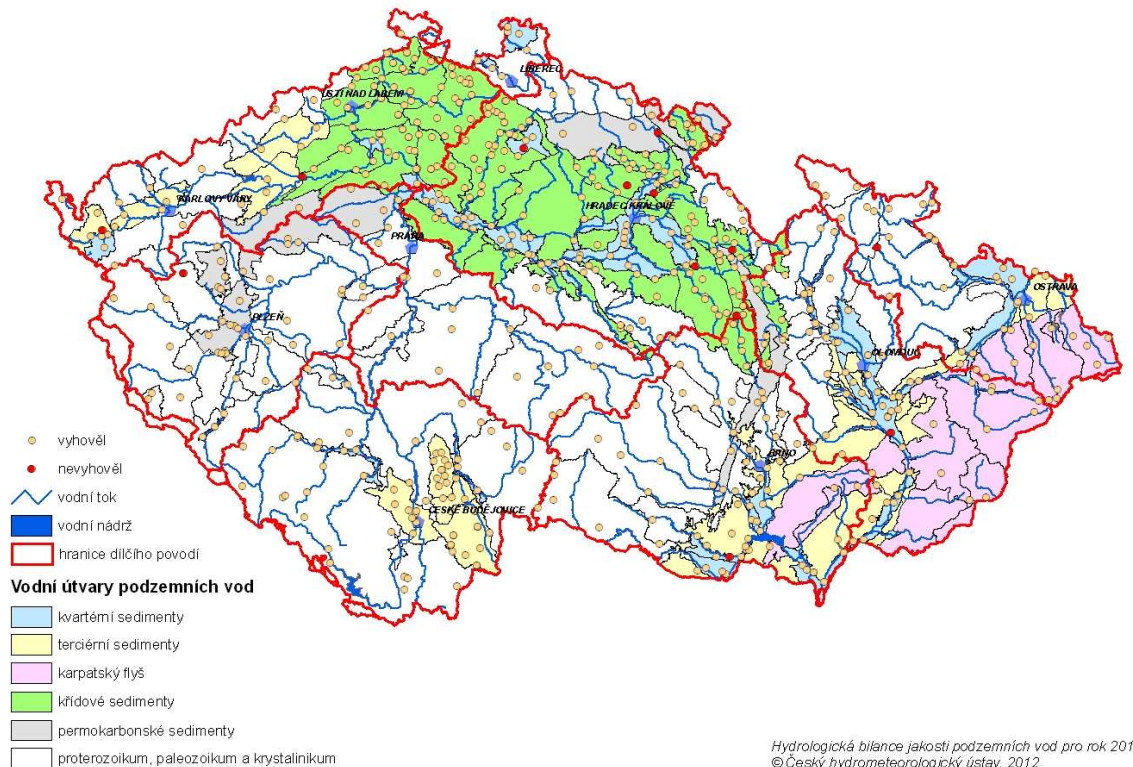 LIBEREC
ÚSTÍ NAD LABEM
KARLOVY VARY
HRADEC KRÁLOVÉ
PRAHA
OSTRAVA
PLZEŇ
OLOMOUC
BRNO
ČESKÉ BUDĚJOVICE
vyhověl
nevyhověl
vodní tok
vodní nádrž
hranice dílčího povodí
Vodní útvary podzemních vod
kvartérní sedimenty
terciérní sedimenty
karpatský flyš
křídové sedimenty
permokarbonské sedimenty
proterozoikum, paleozoikum a krystalinikum
Hydrologická bilance jakosti podzemních vod pro rok 201
© Český hydrometeorologický ústav, 2012